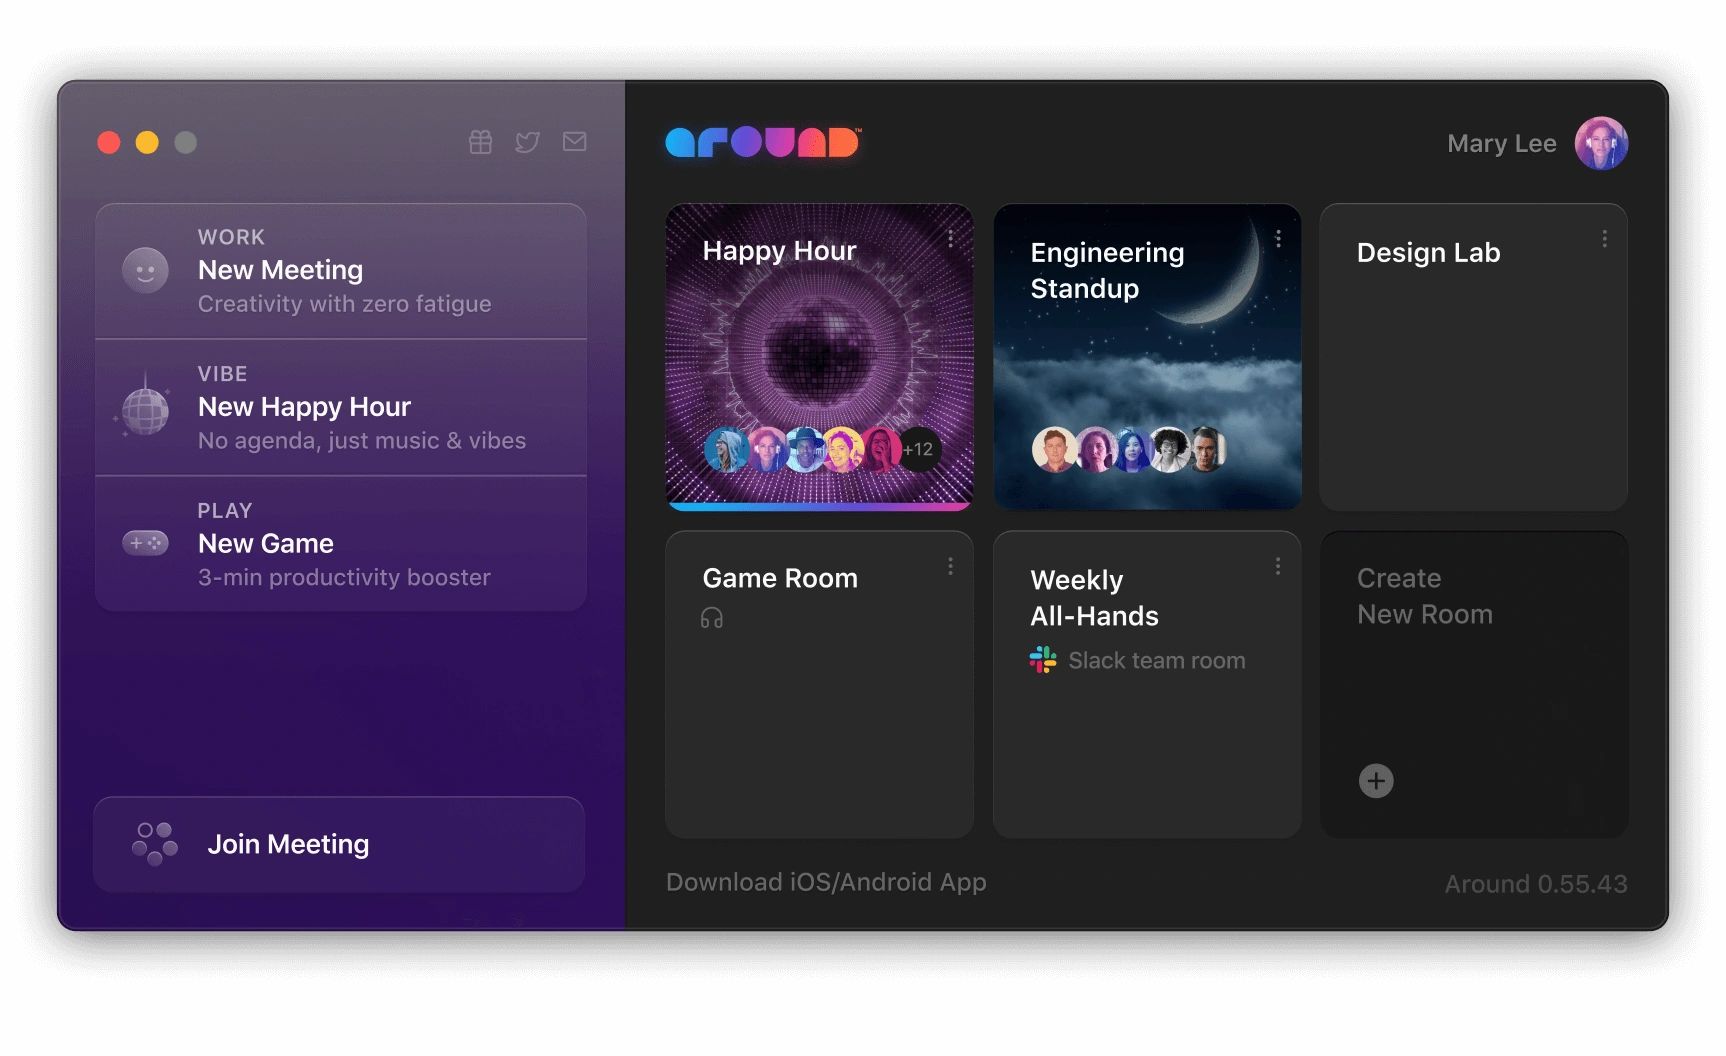 WORK
New Meeting
Creativity with zero fatigue
VIBE
New Happy Hour
No agenda, just music & vibes
PLAY
New Game
3-min productivity booster
Join Meeting
around™
Mary Lee
Happy Hour
+12
Engineering
Standup
Design Lab
Game Room
Weekly
All-Hands
Slack team room
Create
New Room
Download iOS/Android App
Around 0.55.43